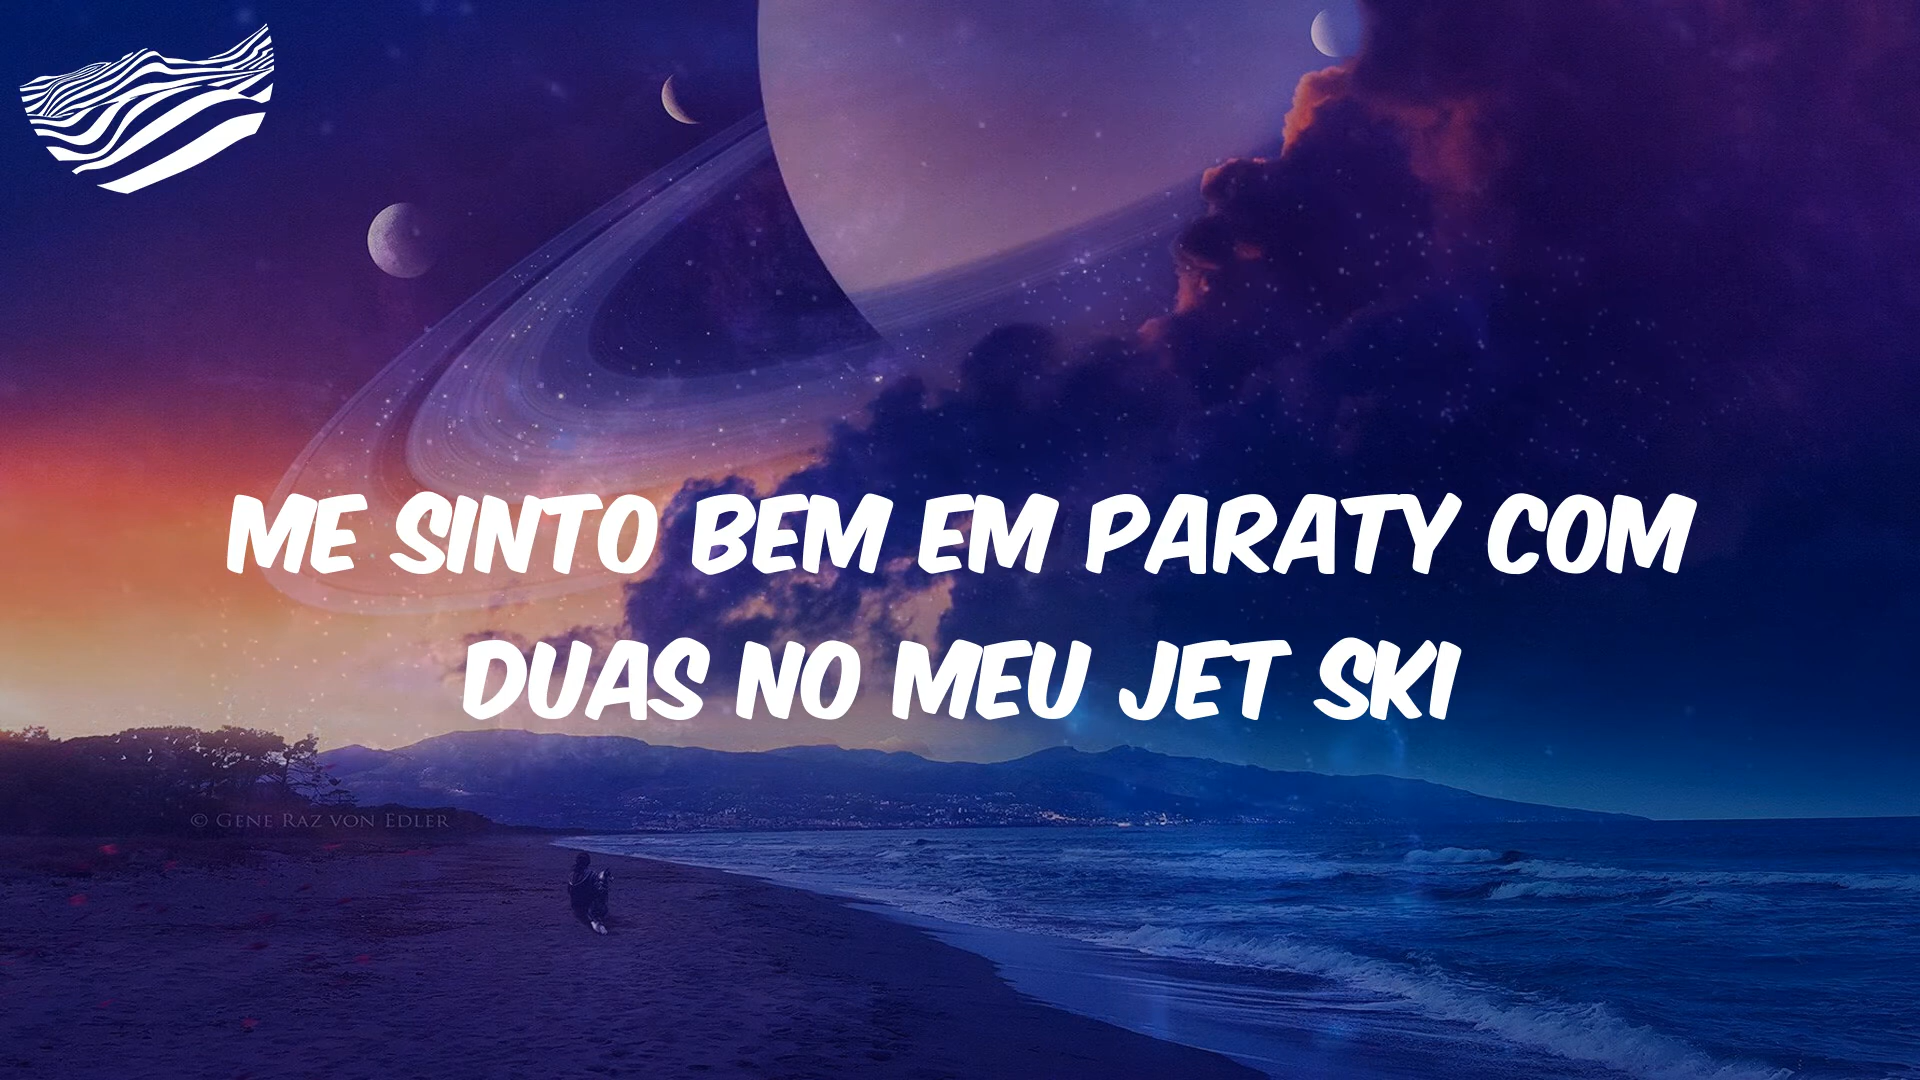 ME SINTO BEM EM PARATY COM
DUAS NO MEU JET SKI
© GENE RAZ VON EDLER